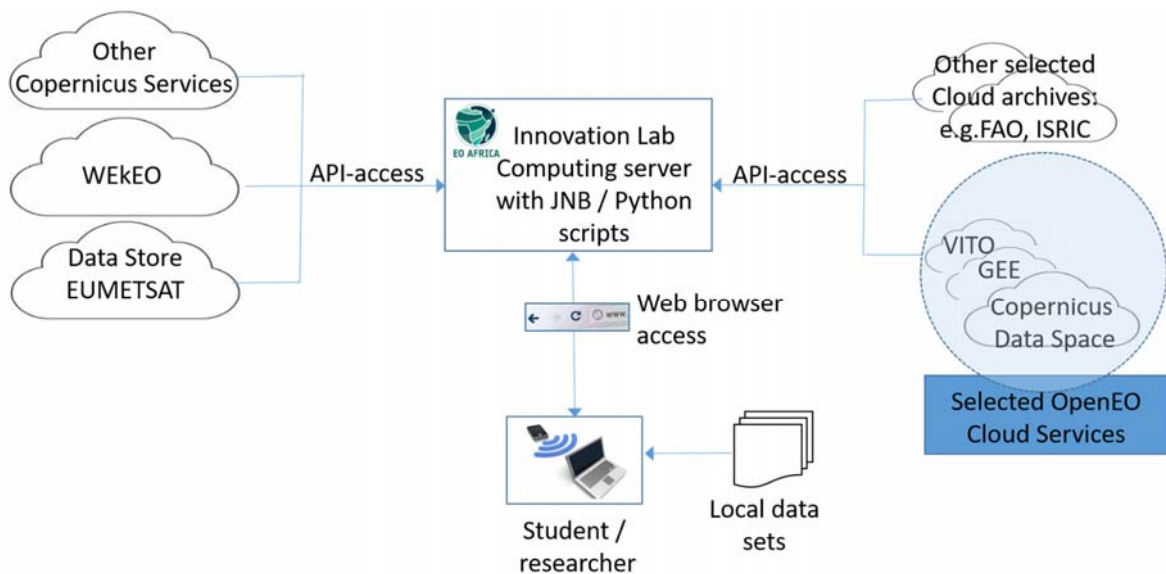 Other
Copernicus Services
WEkEO
Data Store
EUMETSAT
API-access
EO AFRICA
Innovation Lab
Computing server
with JNB / Python
scripts
API-access
Other selected
Cloud archives:
e.g.FAO, ISRIC
VITO
GEE
Copernicus
Data Space
Selected OpenEO
Cloud Services
www
Web browser
access
Student /
researcher
Local data
sets